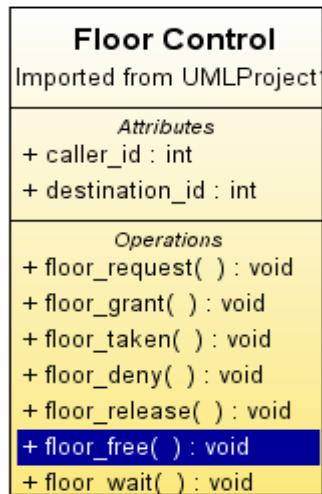 Floor Control
Imported from UMLProject1
Attributes
+ caller_id : int
+ destination_id : int
Operations
+ floor_request( ) : void
+ floor_grant( ) : void
+ floor_taken( ) : void
+ floor_deny( ) : void
+ floor_release( ) : void
+ floor_free( ) : void
+ floor_wait( ) : void